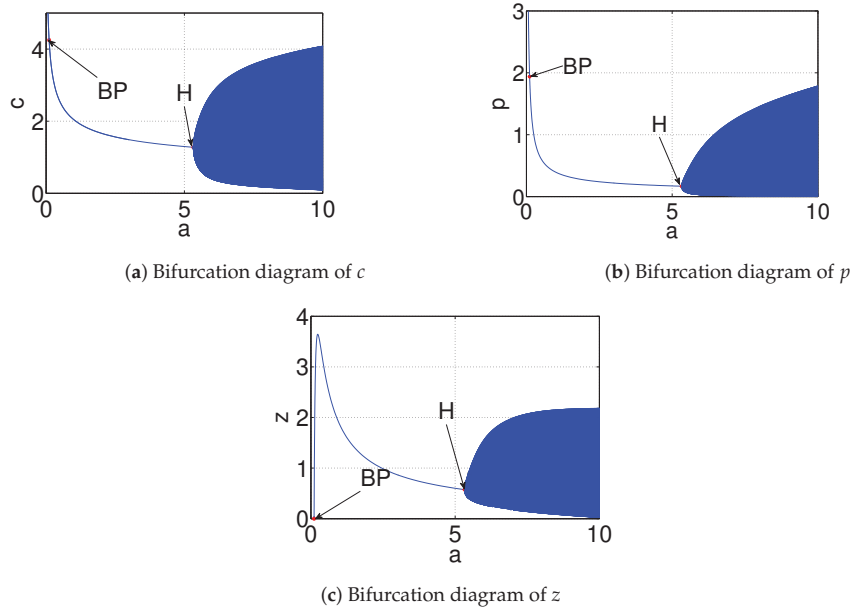 4
2
0
c
BP
H
0
5
10
a
3
2
1
0
p
BP
H
0
5
10
a
(a) Bifurcation diagram of c
(b) Bifurcation diagram of p
4
3
2
1
0
z
H
BP
0
5
10
a
(c) Bifurcation diagram of z